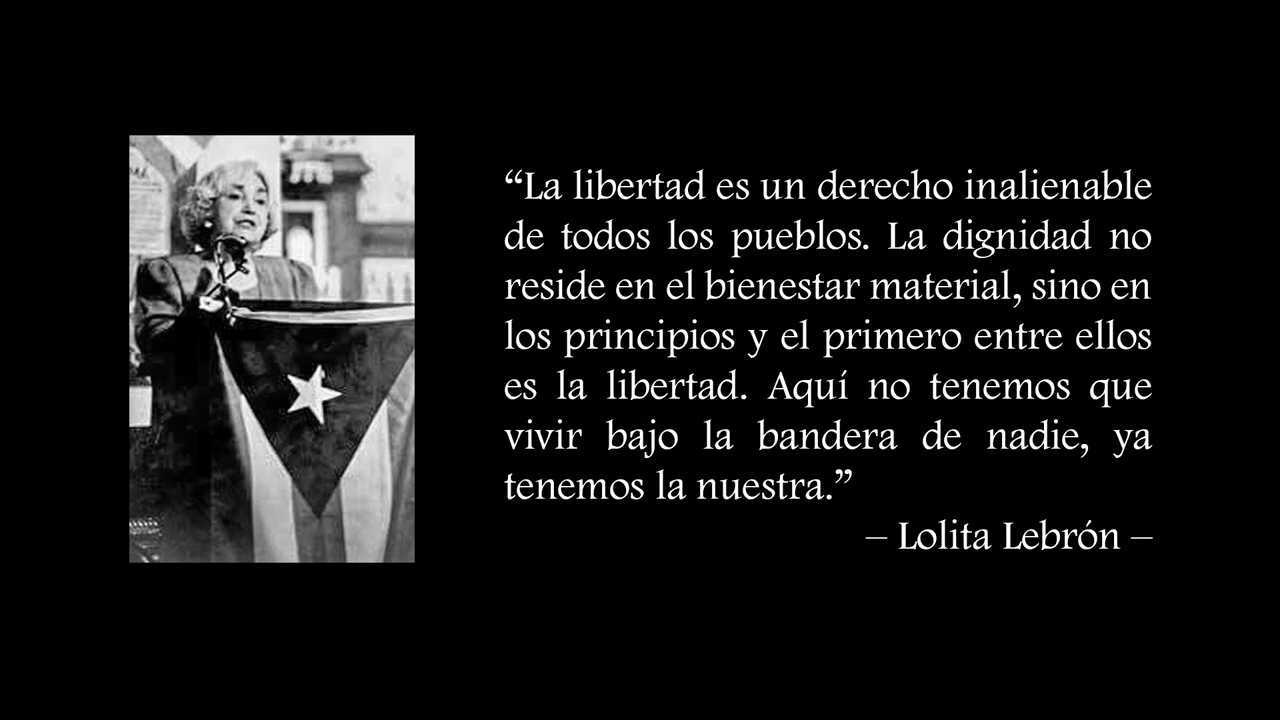 “La libertad es un derecho inalienable
de todos los pueblos. La dignidad no
reside en el bienestar material, sino en
los principios y el primero entre ellos
es la libertad. Aquí no tenemos que
vivir bajo la bandera de nadie, ya
tenemos la nuestra.”
– Lolita Lebrón –